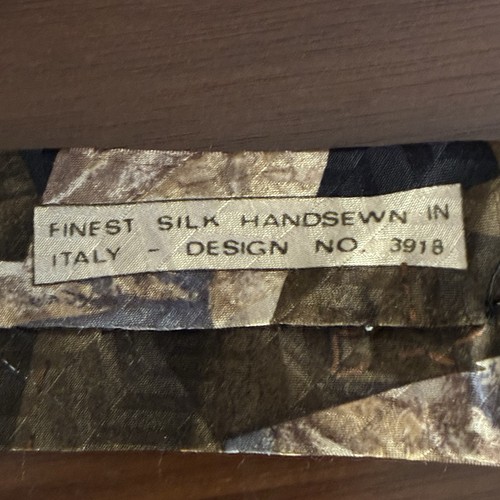 FINEST SILK HANDSEWN IN
ITALY - DESIGN NO. 3918